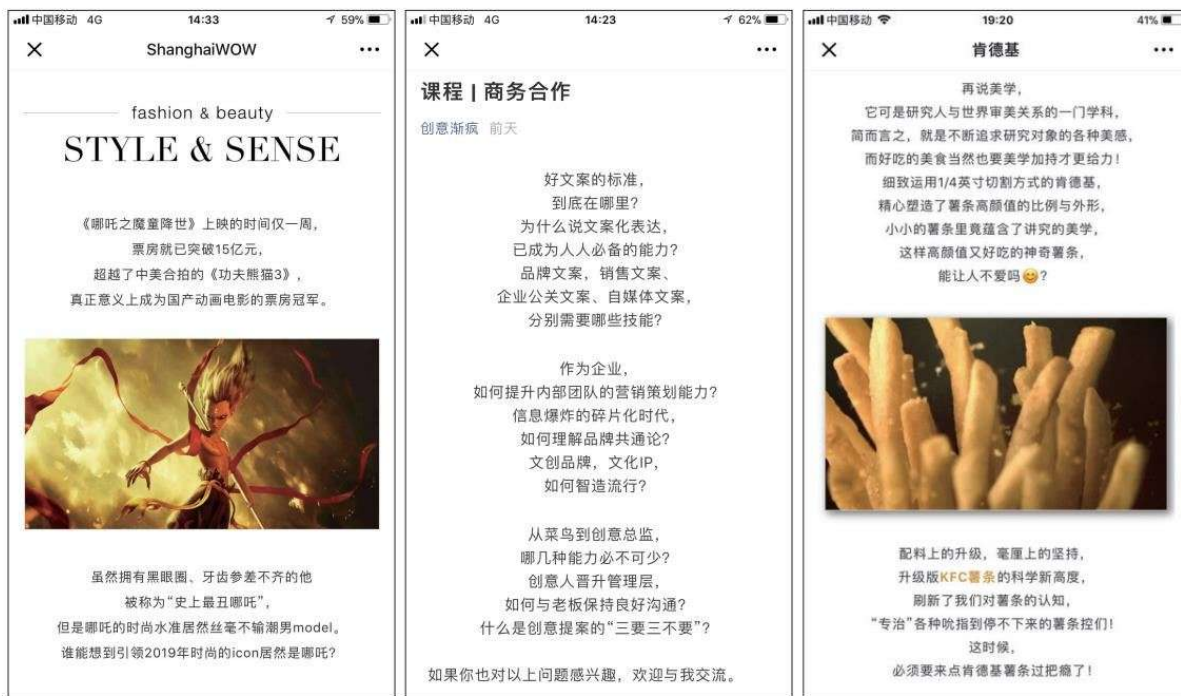 中国移动 4G 14:33 59%
ShanghaiWOW
fashion & beauty
STYLE & SENSE
《哪吒之魔童降世》上映的时间仅一周,
票房就已突破15亿元,
超越了中美合拍的《功夫熊猫3》,
真正意义上成为国产动画电影的票房冠军。
虽然拥有黑眼圈、牙齿参差不齐的他
被称为“史上最丑哪吒”,
但是哪吒的时尚水准居然丝毫不输潮男model。
谁能想到引领2019年时尚的icon居然是哪吒?
中国移动 4G 14:23 62%
课程 | 商务合作
创意渐疯 前天
好文案的标准,
到底在哪里?
为什么说文案化表达,
已成为人人必备的能力?
品牌文案,销售文案、
企业公关文案、自媒体文案,
分别需要哪些技能?
作为企业,
如何提升内部团队的营销策划能力?
信息爆炸的碎片化时代,
如何理解品牌共通论?
文创品牌,文化IP,
如何智造流行?
从菜鸟到创意总监,
哪几种能力必不可少?
创意人晋升管理层,
如何与老板保持良好沟通?
什么是创意提案的“三要三不要”?
如果你也对以上问题感兴趣,欢迎与我交流。
中国移动 19:20 41%
肯德基
再说美学,
它可是研究人与世界审美关系的一门学科,
简而言之,就是不断追求研究对象的各种美感,
而好吃的美食当然也要美学加持才更给力!
细致运用1/4英寸切割方式的肯德基,
精心塑造了薯条高颜值的比例与外形,
小小的薯条里竟蕴含了讲究的美学,
这样高颜值又好吃的神奇薯条,
能让人不爱吗😊?
配料上的升级,毫厘上的坚持,
升级版KFC薯条的科学新高度,
刷新了我们对薯条的认知,
“专治”各种吮指到停不下来的薯条控们!
这时候,
必须要来点肯德基薯条过把瘾了!